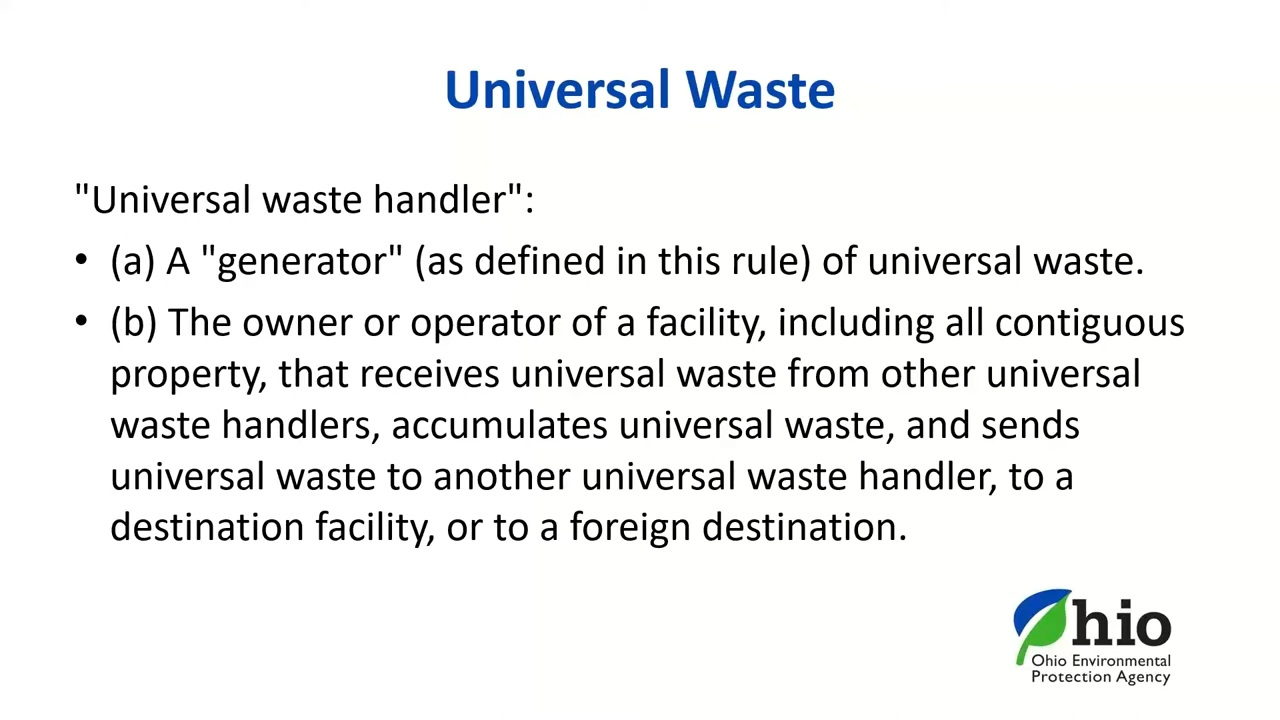 Universal Waste
"Universal waste handler":
• (a) A "generator" (as defined in this rule) of universal waste.
• (b) The owner or operator of a facility, including all contiguous
property, that receives universal waste from other universal
waste handlers, accumulates universal waste, and sends
universal waste to another universal waste handler, to a
destination facility, or to a foreign destination.
Ohio
Ohio Environmental
Protection Agency